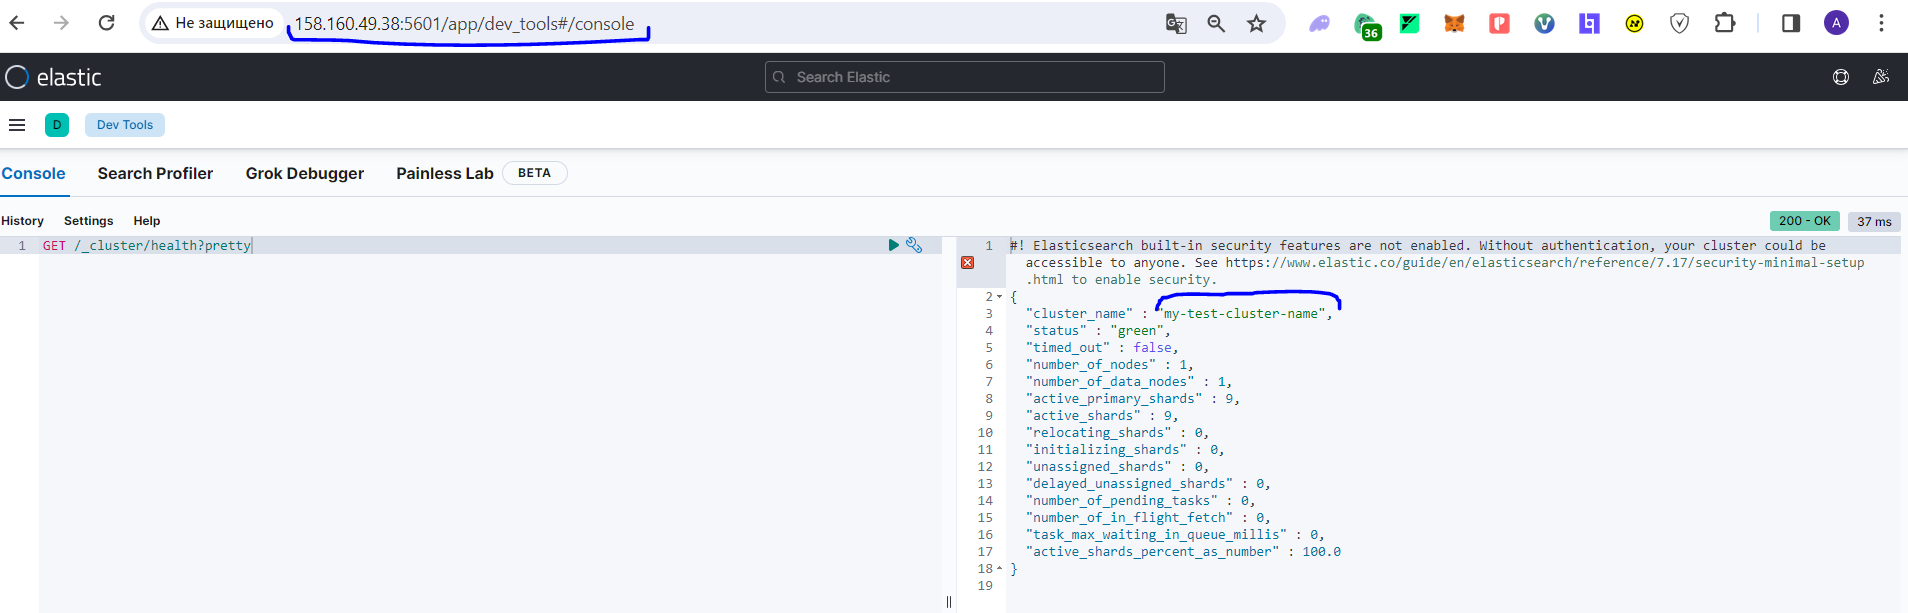 Не защищено 158.160.49.38:5601/app/dev_tools#/console
36
A
elastic
Search Elastic
D
Dev Tools
Console Search Profiler Grok Debugger Painless Lab BETA
History Settings Help
200 - OK 37 ms
1 GET /_cluster/health?pretty
1 #! Elasticsearch built-in security features are not enabled. Without authentication, your cluster could be
accessible to anyone. See https://www.elastic.co/guide/en/elasticsearch/reference/7.17/security-minimal-setup
.html to enable security.
2 {
3 "cluster_name" : "my-test-cluster-name",
4 "status" : "green",
5 "timed_out" : false,
6 "number_of_nodes" : 1,
7 "number_of_data_nodes" : 1,
8 "active_primary_shards" : 9,
9 "active_shards" : 9,
10 "relocating_shards" : 0,
11 "initializing_shards" : 0,
12 "unassigned_shards" : 0,
13 "delayed_unassigned_shards" : 0,
14 "number_of_pending_tasks" : 0,
15 "number_of_in_flight_fetch" : 0,
16 "task_max_waiting_in_queue_millis" : 0,
17 "active_shards_percent_as_number" : 100.0
18 }
19